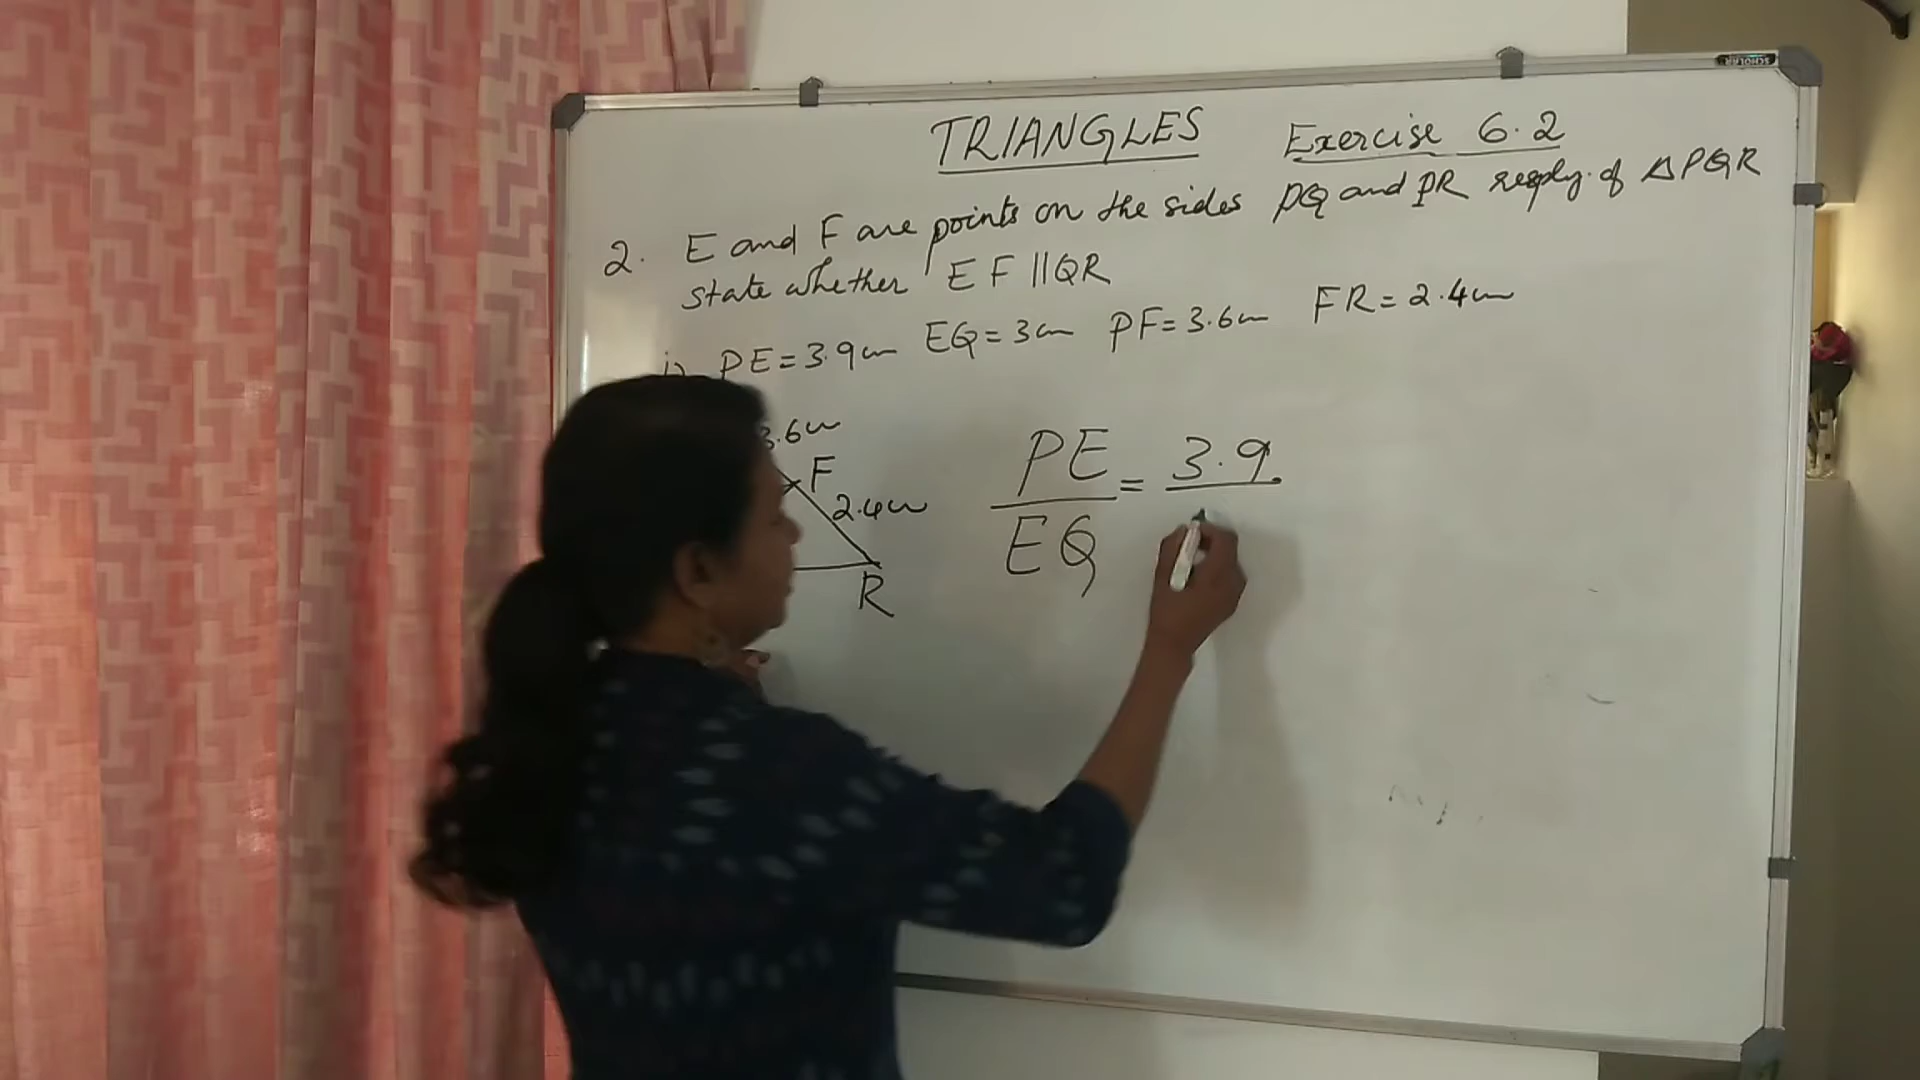 SCHOLAR
TRIANGLES Exercise 6.2
2. E and F are points on the sides PQ and PR resply. of △PQR
state whether EF || QR
i) PE = 3.9cm EQ = 3cm PF = 3.6cm FR = 2.4cm
3.6cm
F
2.4cm
R
PE/EQ = 3.9